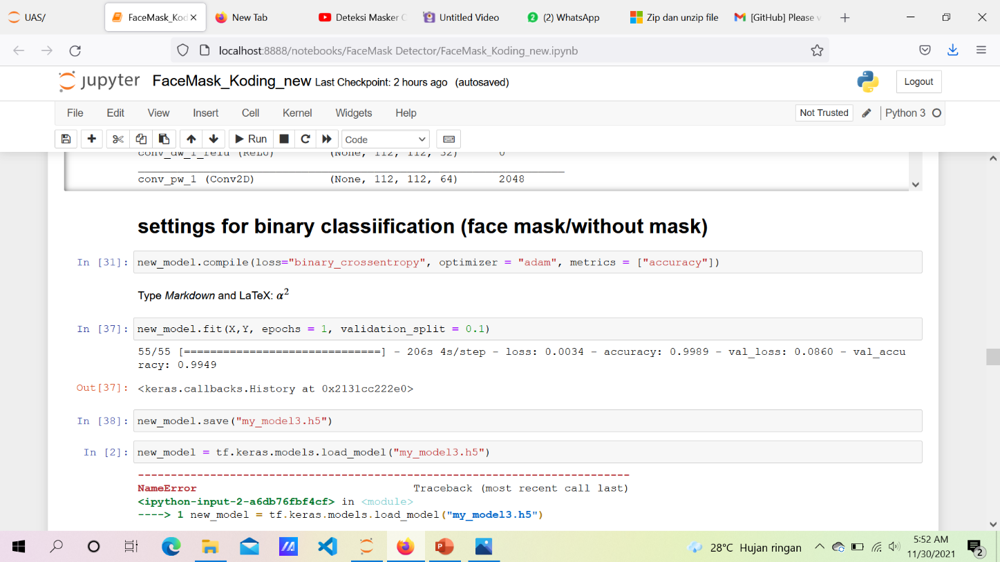 UAS/
FaceMask_Kod
New Tab
Deteksi Masker
Untitled Video
(2) WhatsApp
Zip dan unzip file
[GitHub] Please
localhost:8888/notebooks/FaceMask Detector/FaceMask_Koding_new.ipynb
jupyter FaceMask_Koding_new Last Checkpoint: 2 hours ago (autosaved)
Logout
File Edit View Insert Cell Kernel Widgets Help
Not Trusted
Python 3
Run
Code
conv_dw_1_relu (ReLU) (None, 112, 112, 32) 0
conv_pw_1 (Conv2D) (None, 112, 112, 64) 2048
settings for binary classiification (face mask/without mask)
In [31]: new_model.compile(loss="binary_crossentropy", optimizer = "adam", metrics = ["accuracy"])
Type Markdown and LaTeX: α²
In [37]: new_model.fit(X,Y, epochs = 1, validation_split = 0.1)
55/55 [==============================] - 206s 4s/step - loss: 0.0034 - accuracy: 0.9989 - val_loss: 0.0860 - val_accu
racy: 0.9949
Out[37]: <keras.callbacks.History at 0x2131cc222e0>
In [38]: new_model.save("my_model3.h5")
In [2]: new_model = tf.keras.models.load_model("my_model3.h5")
---------------------------------------------------------------------------
NameError Traceback (most recent call last)
<ipython-input-2-a6db76fbf4cf> in <module>
----> 1 new_model = tf.keras.models.load_model("my_model3.h5")
28°C Hujan ringan
5:52 AM
11/30/2021
2